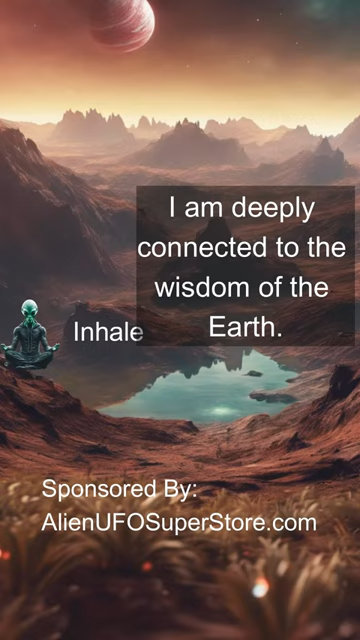 I am deeply
connected to the
wisdom of the
Earth.
Inhale
Sponsored By:
AlienUFOSuperStore.com